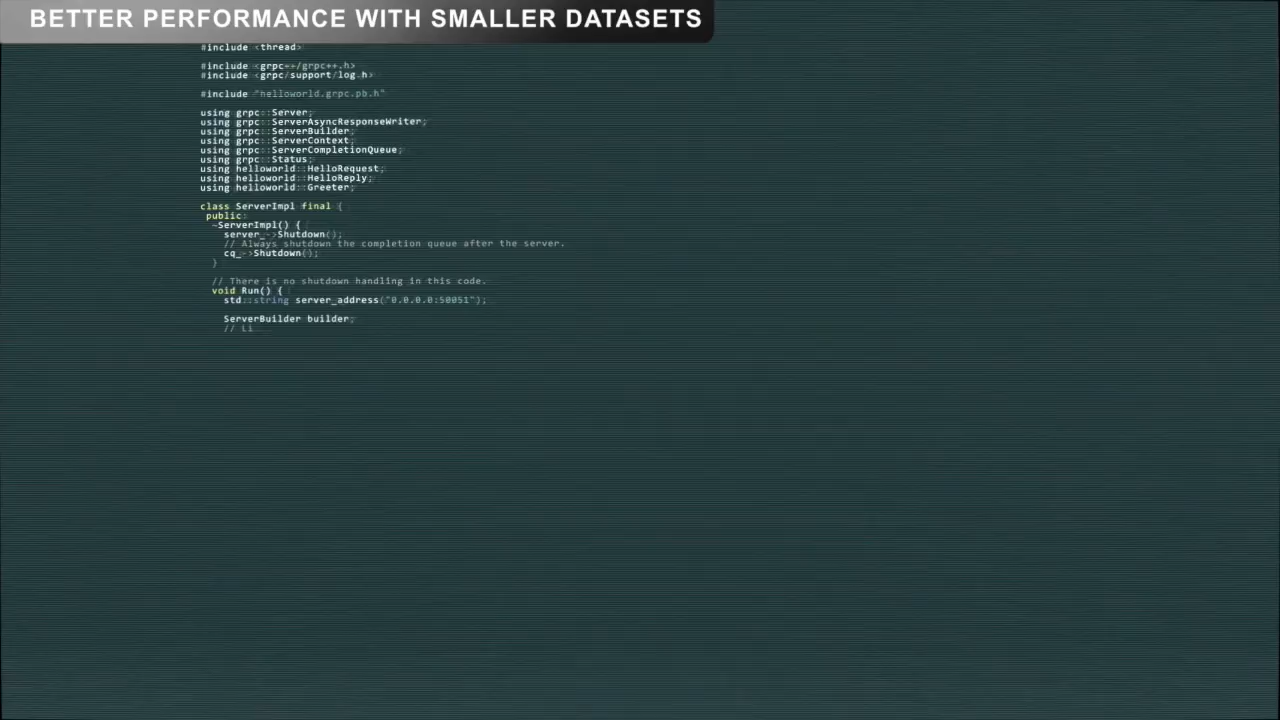 BETTER PERFORMANCE WITH SMALLER DATASETS
#include <thread>
#include <grpc++/grpc++.h>
#include <grpc/support/log.h>
#include "helloworld.grpc.pb.h"
using grpc::Server;
using grpc::ServerAsyncResponseWriter;
using grpc::ServerBuilder;
using grpc::ServerContext;
using grpc::ServerCompletionQueue;
using grpc::Status;
using helloworld::HelloRequest;
using helloworld::HelloReply;
using helloworld::Greeter;
class ServerImpl final {
public:
~ServerImpl() {
server_->Shutdown();
// Always shutdown the completion queue after the server.
cq_->Shutdown();
}
// There is no shutdown handling in this code.
void Run() {
std::string server_address("0.0.0.0:50051");
ServerBuilder builder;
// Li